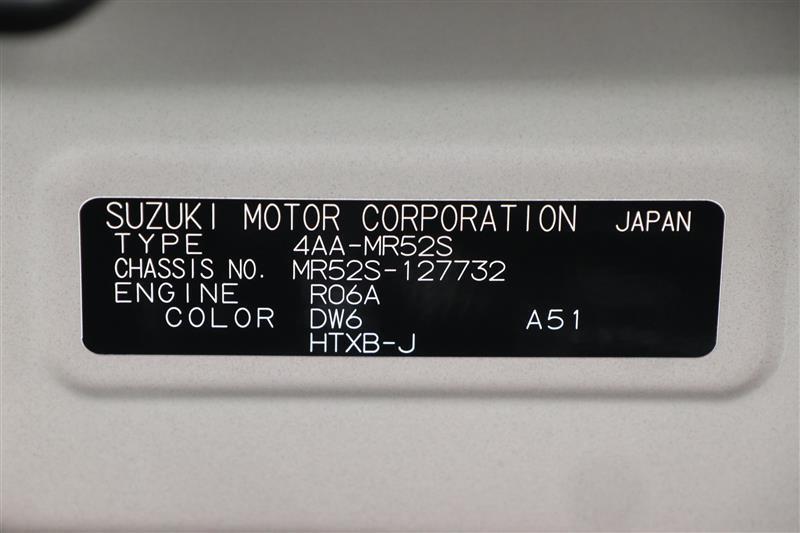 SUZUKI MOTOR CORPORATION JAPAN
TYPE 4AA-MR52S
CHASSIS NO. MR52S-127732
ENGINE R06A
COLOR DW6 A51
HTXB-J